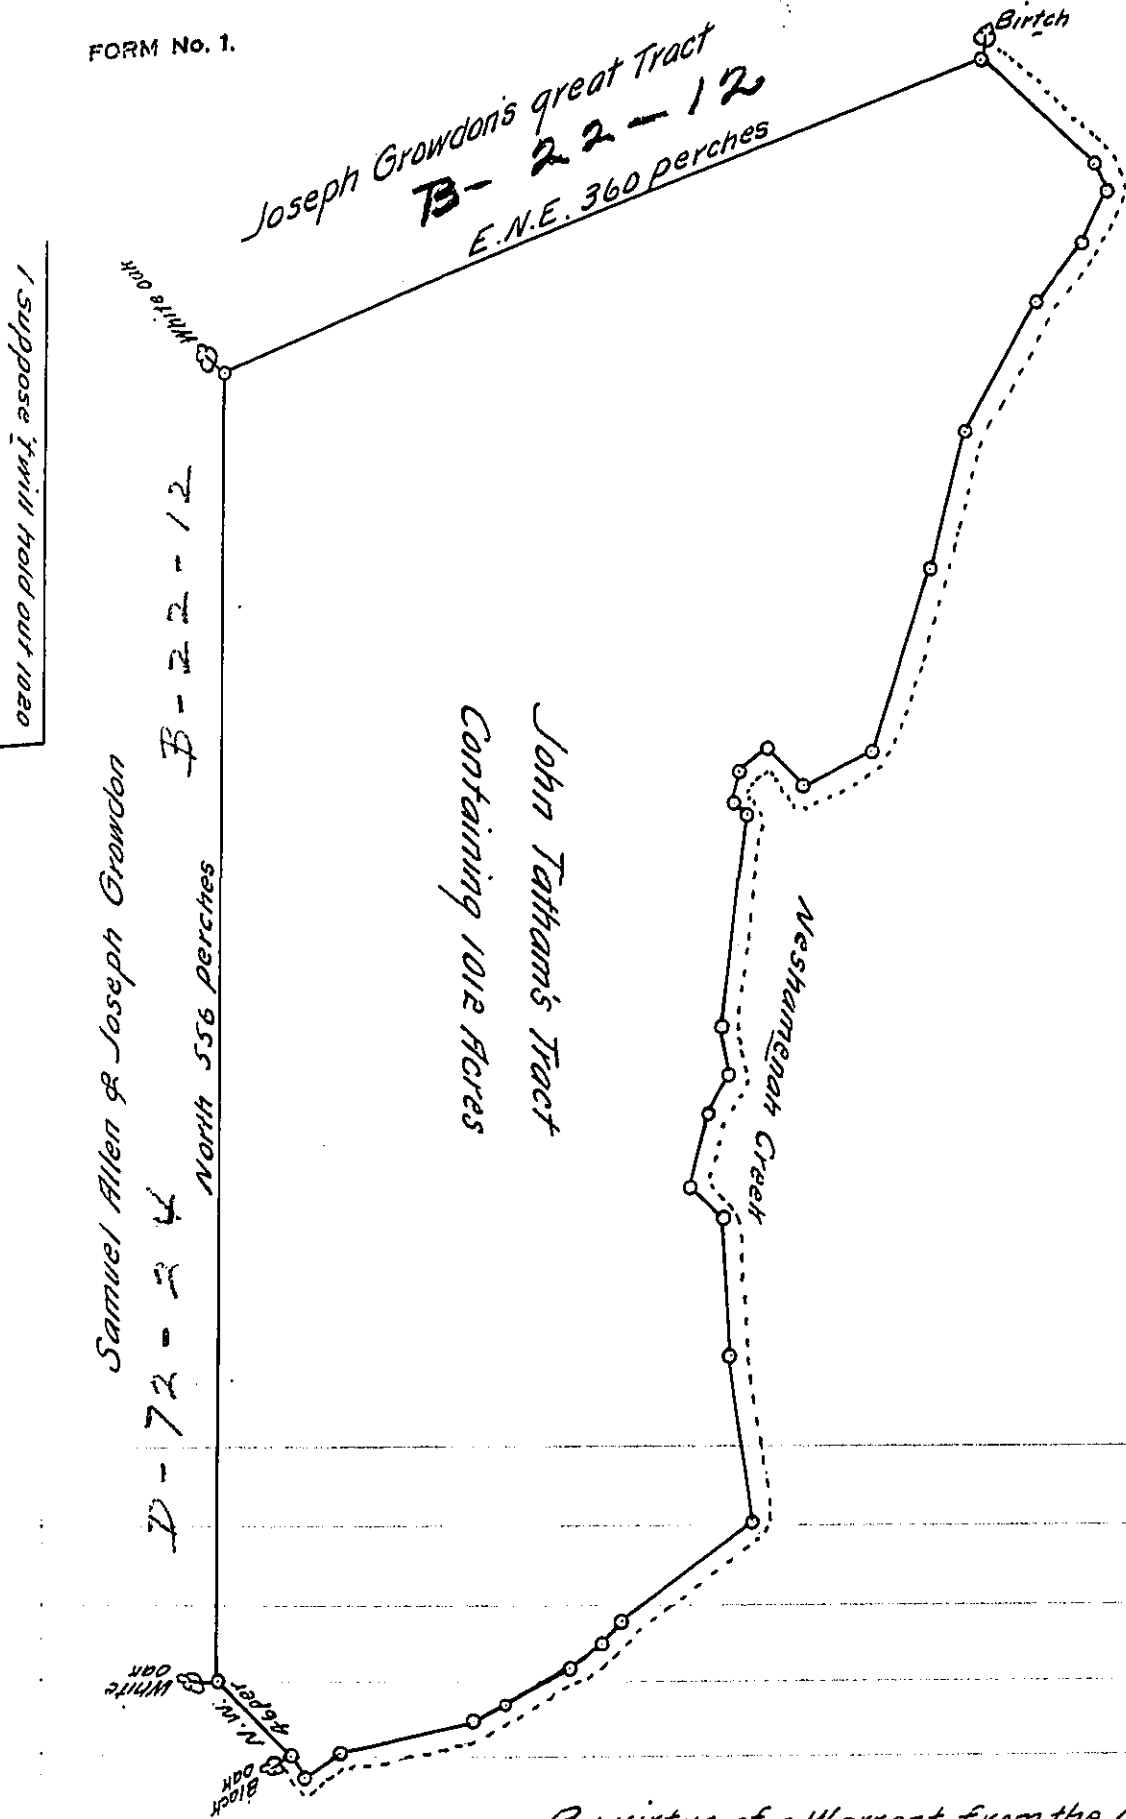 FORM No. 1.
Birtch
Joseph Growdon's great Tract
B- 22-12
E.N.E. 360 perches
White oak
I suppose 'twill hold out 1020
B-22-12
Samuel Allen & Joseph Growdon
North 556 perches
D-72-34
John Tatham's Tract
Containing 1012 Acres
Neshamenah Creek
White
oak
46 per
N.W.
Black
oak
By virtue of a Warrant from the